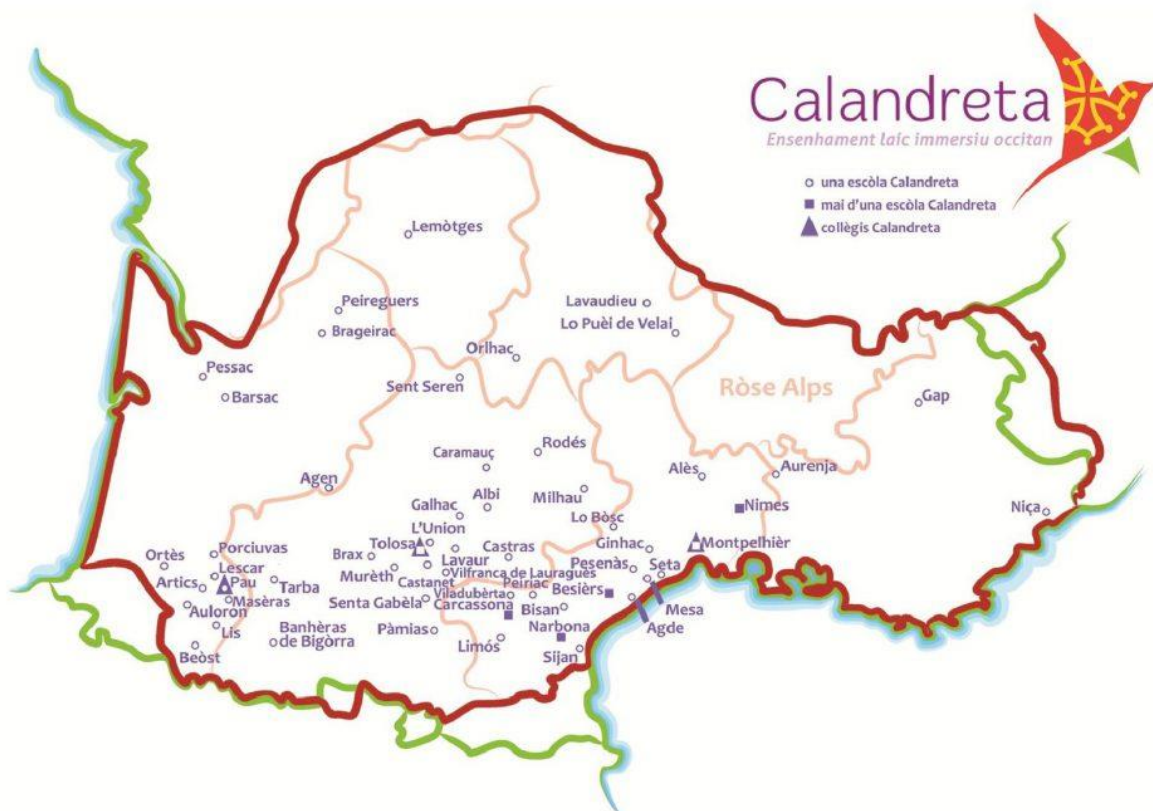 Calandreta
Ensenhament laïc immersiu occitan
una escòla Calandreta
mai d'una escòla Calandreta
collègis Calandreta
Lemòtges
Peireguers
Brageirac
Lavaudieu
Lo Puèi de Velai
Orlhac
Sent Seren
Pessac
Barsac
Ròse Alps
Gap
Rodés
Caramauç
Agen
Albi
Milhau
Alès
Aurenja
Galhac
Nimes
Niça
Lo Bòsc
L'Union
Tolosa
Montpelhièr
Ginhac
Ortès
Porciuvas
Brax
Lavaur
Castras
Pesenàs
Seta
Lescar
Artics
Pau
Tarba
Murèth
Castanet
Vilfranca de Lauragués
Peiriac
Besièrs
Masèras
Senta Gabèla
Viladubèrta
Carcassona
Bisan
Mesa
Auloron
Lis
Banhèras
de Bigòrra
Pàmias
Limós
Narbona
Agde
Beòst
Sijan